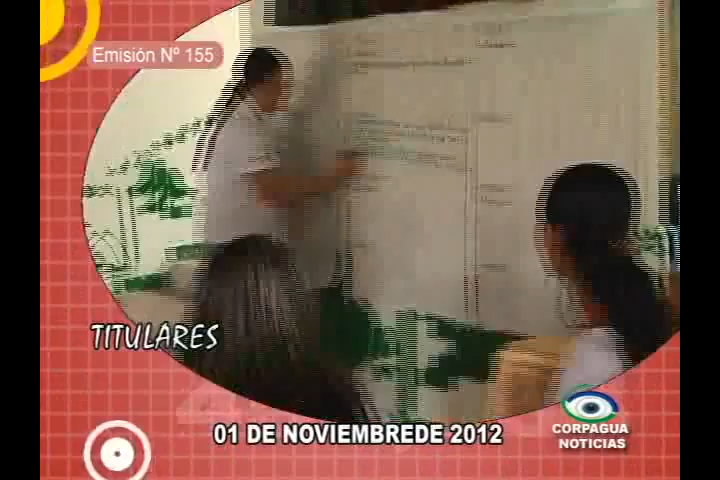 Emisión Nº 155
TITULARES
01 DE NOVIEMBREDE 2012
CORPAGUA
NOTICIAS